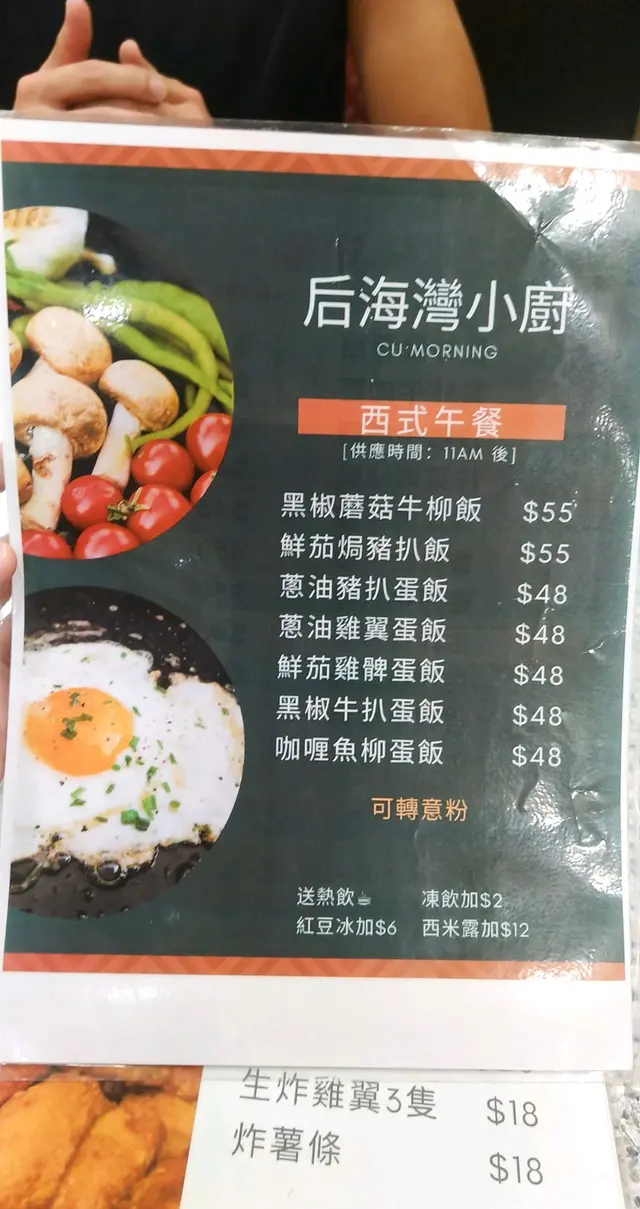 后海灣小廚
CU MORNING
西式午餐
[供應時間：11AM 後]
黑椒蘑菇牛柳飯 $55
鮮茄焗豬扒飯 $55
蔥油豬扒蛋飯 $48
蔥油雞翼蛋飯 $48
鮮茄雞髀蛋飯 $48
黑椒牛扒蛋飯 $48
咖喱魚柳蛋飯 $48
可轉意粉
送熱飲☕ 凍飲加$2
紅豆冰加$6 西米露加$12
生炸雞翼3隻 $18
炸薯條 $18